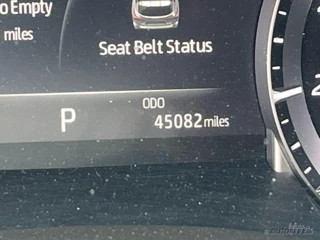 o Empty
miles
Seat Belt Status
P
ODO
45082 miles